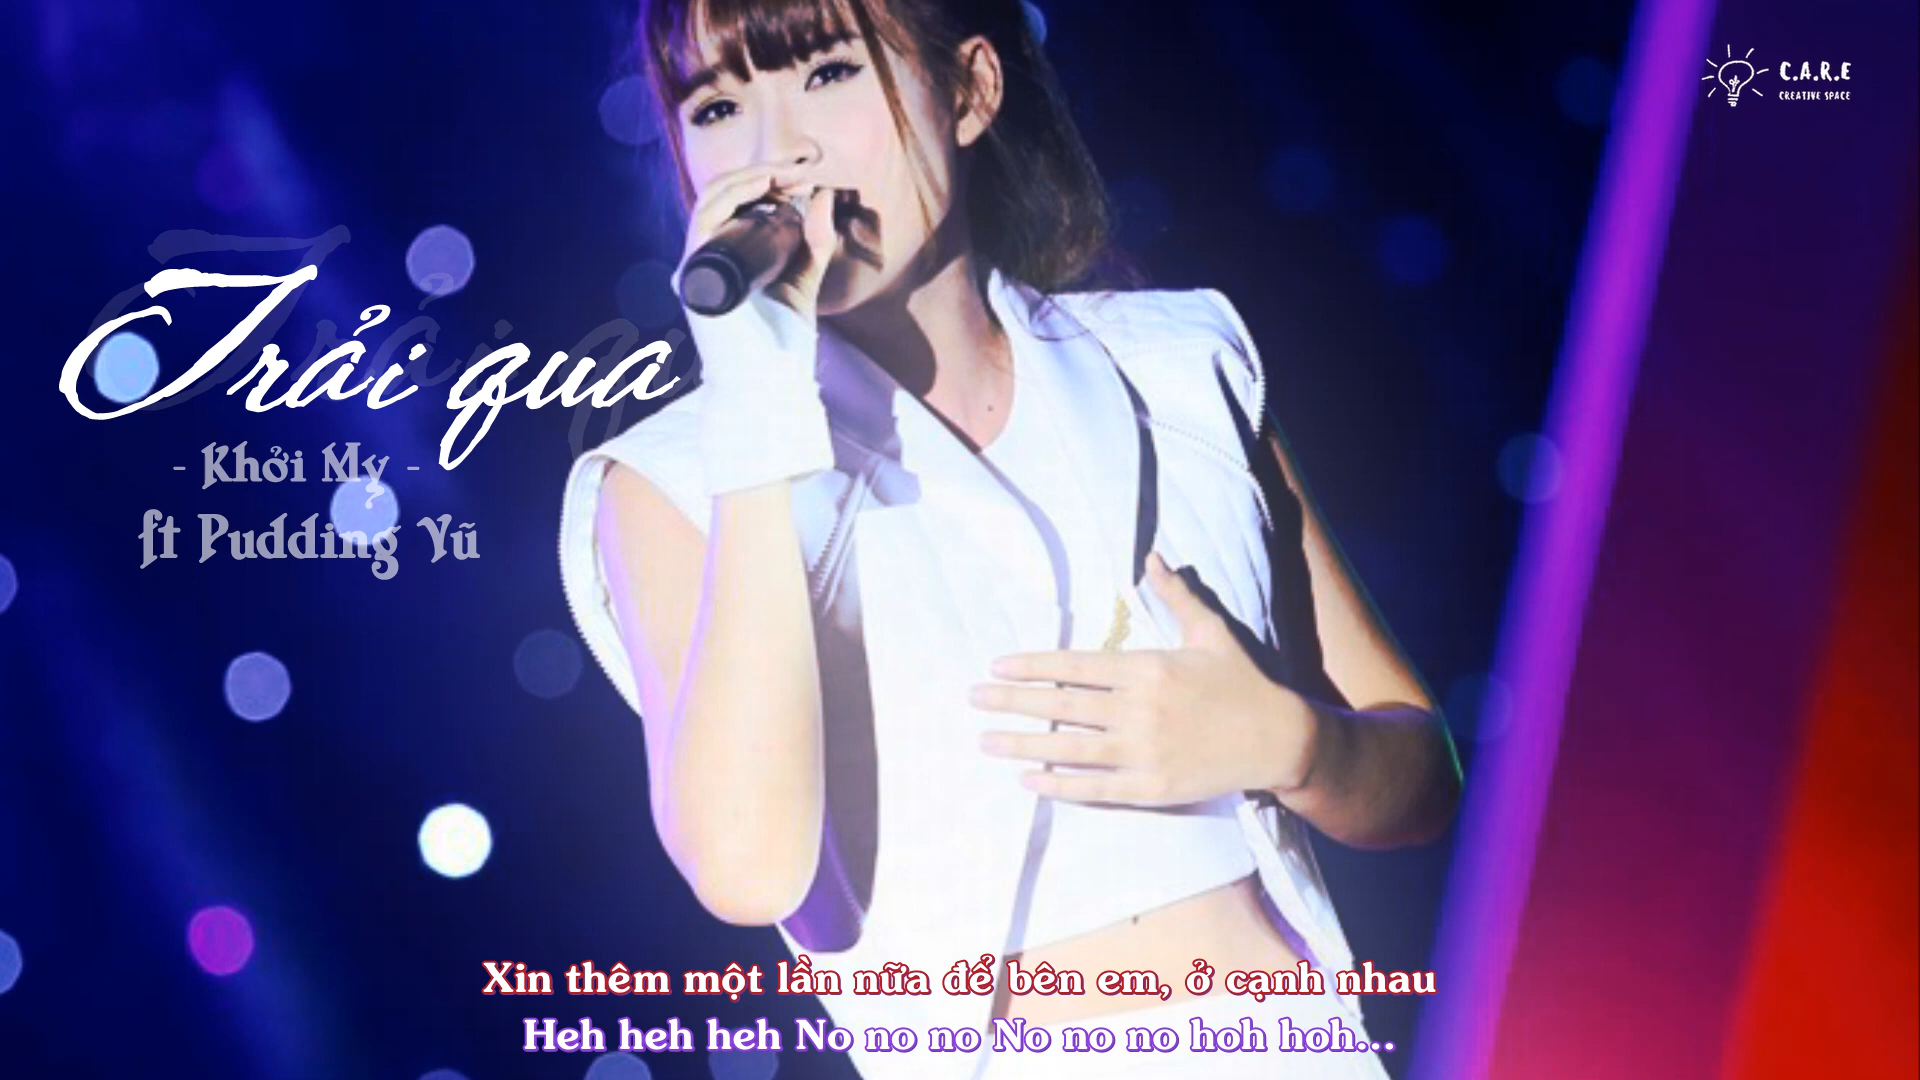 C.A.R.E
CREATIVE SPACE
Trải qua
- Khởi My -
ft Pudding Yũ
Xin thêm một lần nữa để bên em, ở cạnh nhau
Heh heh heh No no no No no no hoh hoh...